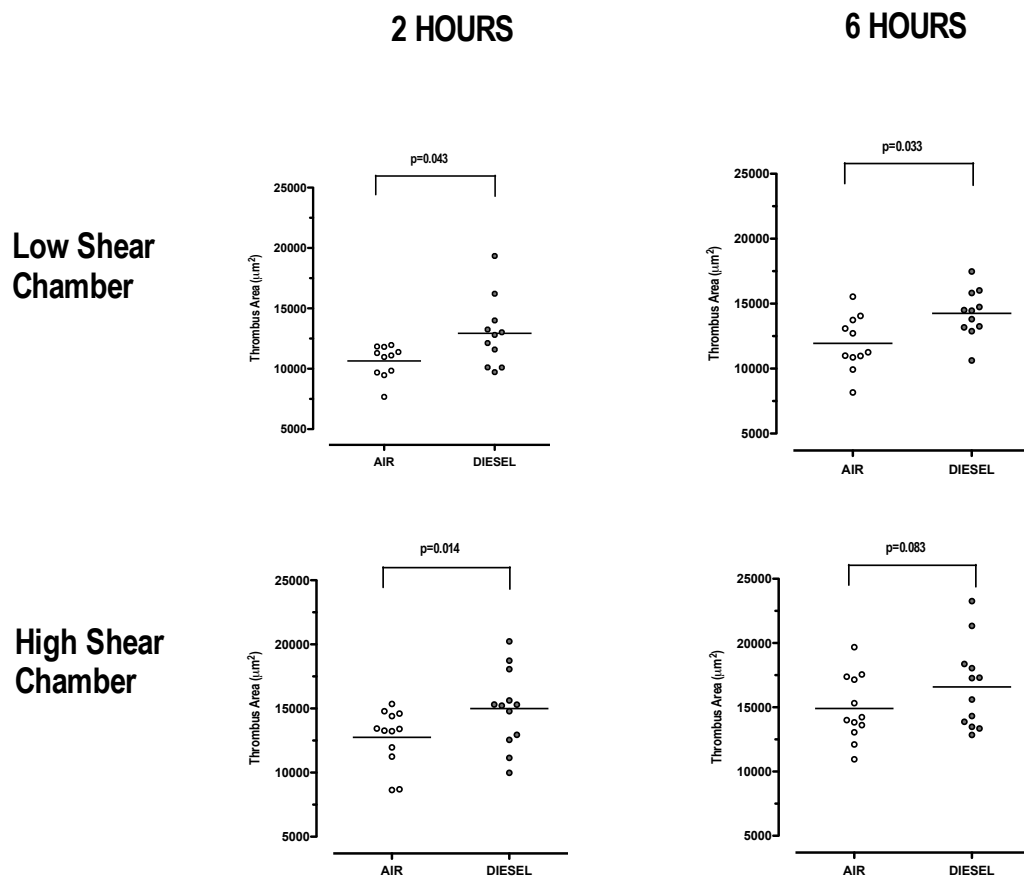 2 HOURS
6 HOURS
Low Shear
Chamber
p=0.043
25000
20000
15000
10000
5000
Thrombus Area (μm²)
AIR
DIESEL
p=0.033
25000
20000
15000
10000
5000
Thrombus Area (μm²)
AIR
DIESEL
High Shear
Chamber
p=0.014
25000
20000
15000
10000
5000
Thrombus Area (μm²)
AIR
DIESEL
p=0.083
25000
20000
15000
10000
5000
Thrombus Area (μm²)
AIR
DIESEL